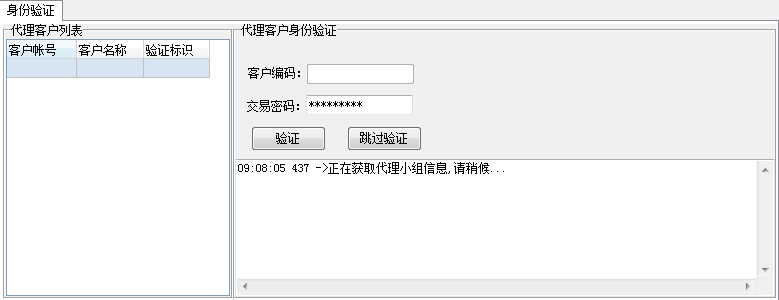 身份验证
代理客户列表
客户帐号 客户名称 验证标识
代理客户身份验证
客户编码：
交易密码： *********
验证 跳过验证
09:08:05 437 ->正在获取代理小组信息,请稍候...